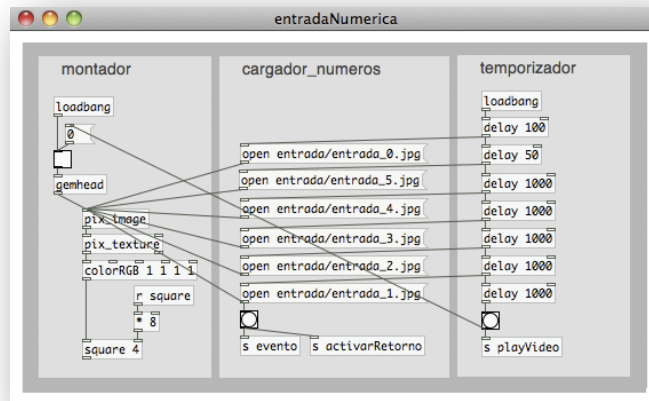 entradaNumerica
montador
loadbang
0
gemhead
pix_image
pix_texture
colorRGB 1 1 1 1
r square
* 8
square 4
cargador_numeros
open entrada/entrada_0.jpg
open entrada/entrada_5.jpg
open entrada/entrada_4.jpg
open entrada/entrada_3.jpg
open entrada/entrada_2.jpg
open entrada/entrada_1.jpg
s evento
s activarRetorno
temporizador
loadbang
delay 100
delay 50
delay 1000
delay 1000
delay 1000
delay 1000
delay 1000
s playVideo